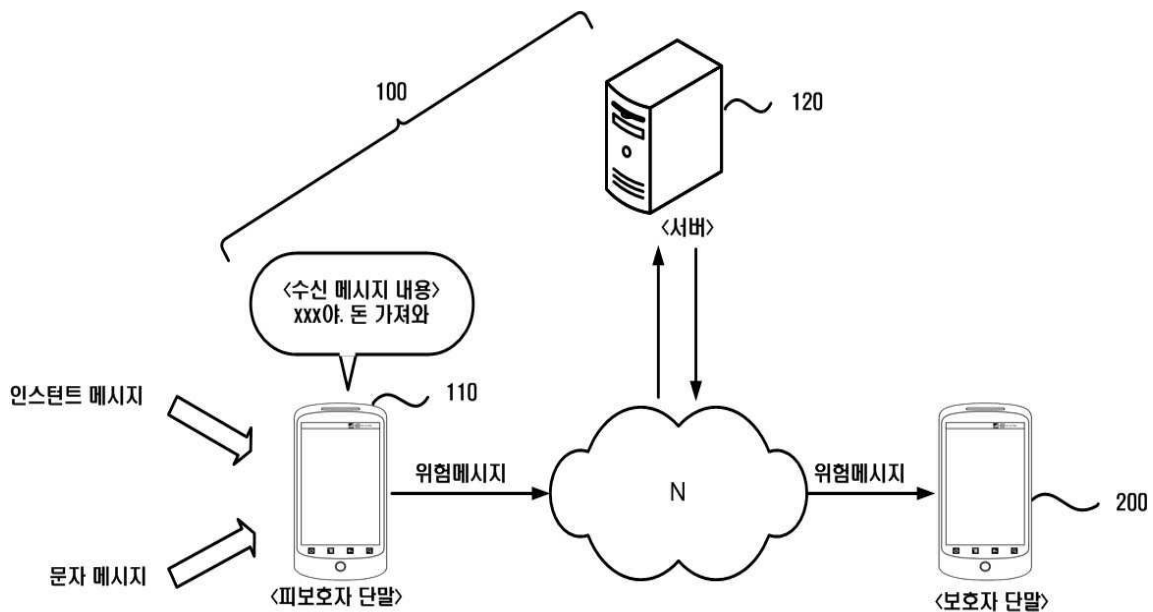 100
120
<서버>
<수신 메시지 내용>
xxx야. 돈 가져와
인스턴트 메시지
110
위험메시지
N
위험메시지
200
문자 메시지
<피보호자 단말>
<보호자 단말>